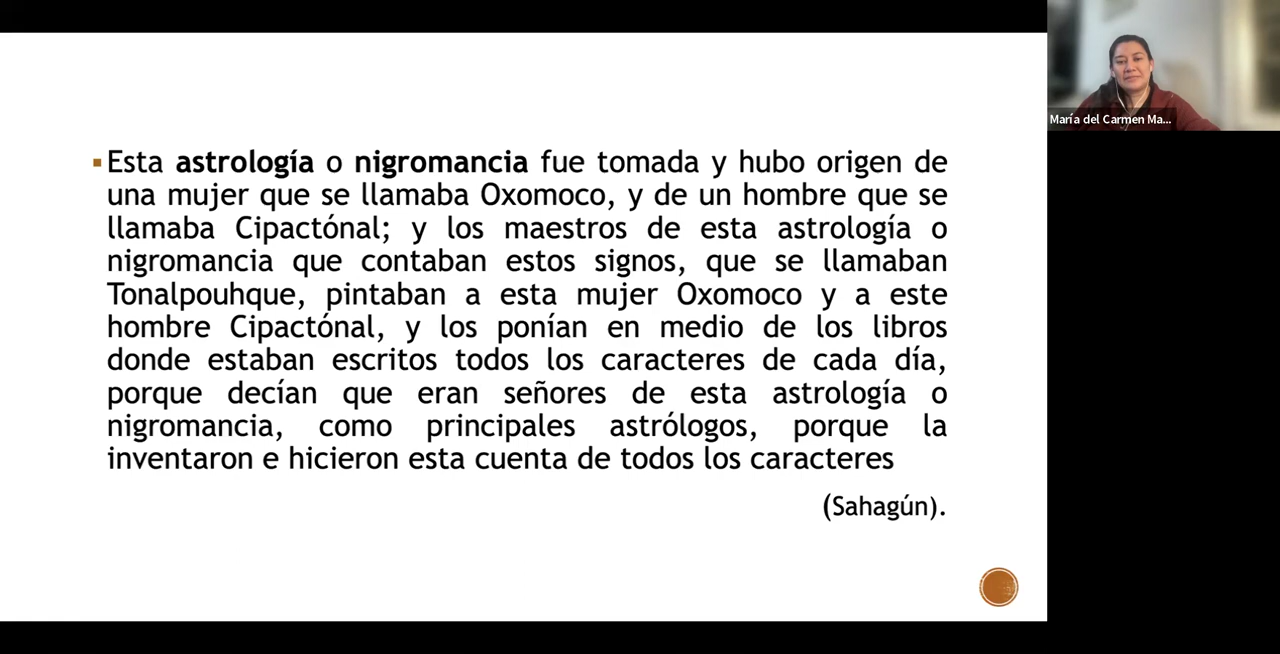 Esta astrología o nigromancia fue tomada y hubo origen de
una mujer que se llamaba Oxomoco, y de un hombre que se
llamaba Cipactónal; y los maestros de esta astrología o
nigromancia que contaban estos signos, que se llamaban
Tonalpouhque, pintaban a esta mujer Oxomoco y a este
hombre Cipactónal, y los ponían en medio de los libros
donde estaban escritos todos los caracteres de cada día,
porque decían que eran señores de esta astrología o
nigromancia, como principales astrólogos, porque la
inventaron e hicieron esta cuenta de todos los caracteres
(Sahagún).
María del Carmen Ma...